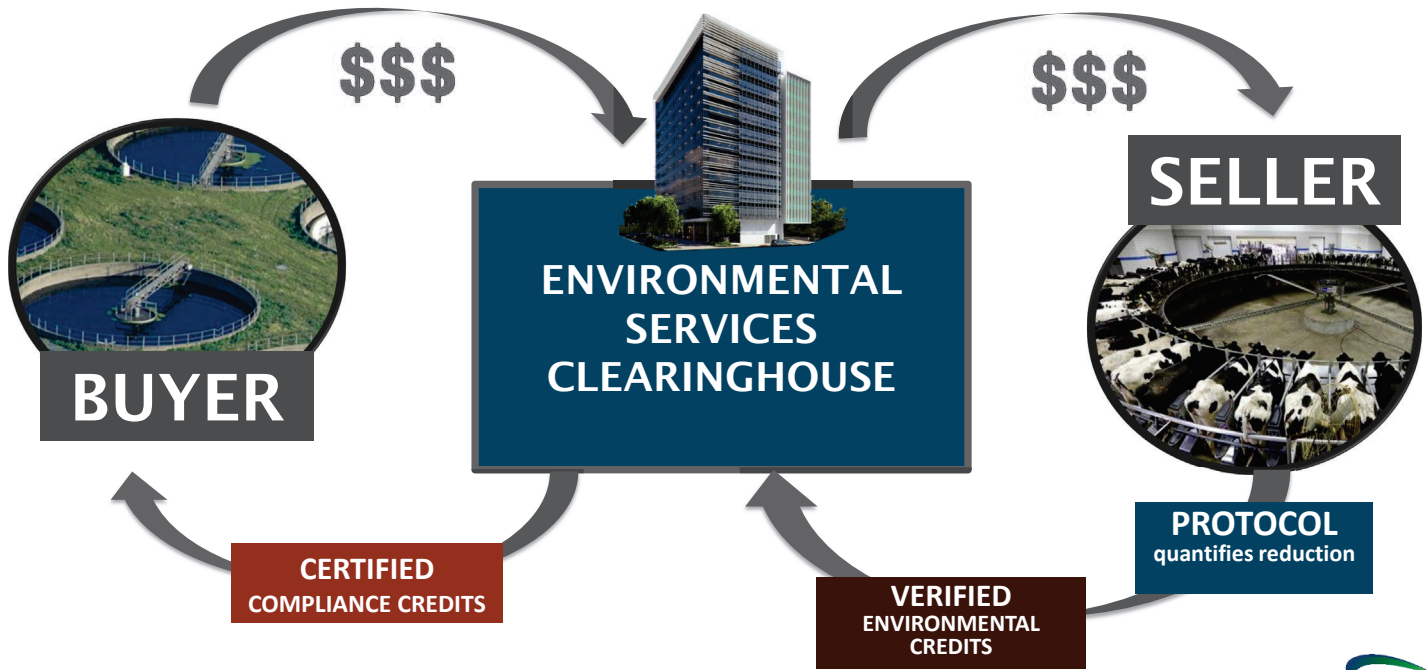 $$$
$$$
BUYER
ENVIRONMENTAL
SERVICES
CLEARINGHOUSE
SELLER
CERTIFIED
COMPLIANCE CREDITS
VERIFIED
ENVIRONMENTAL
CREDITS
PROTOCOL
quantifies reduction